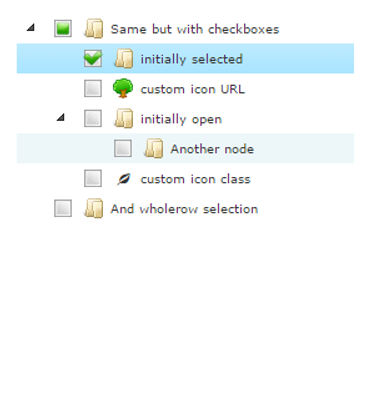 Same but with checkboxes
initially selected
custom icon URL
initially open
Another node
custom icon class
And wholerow selection